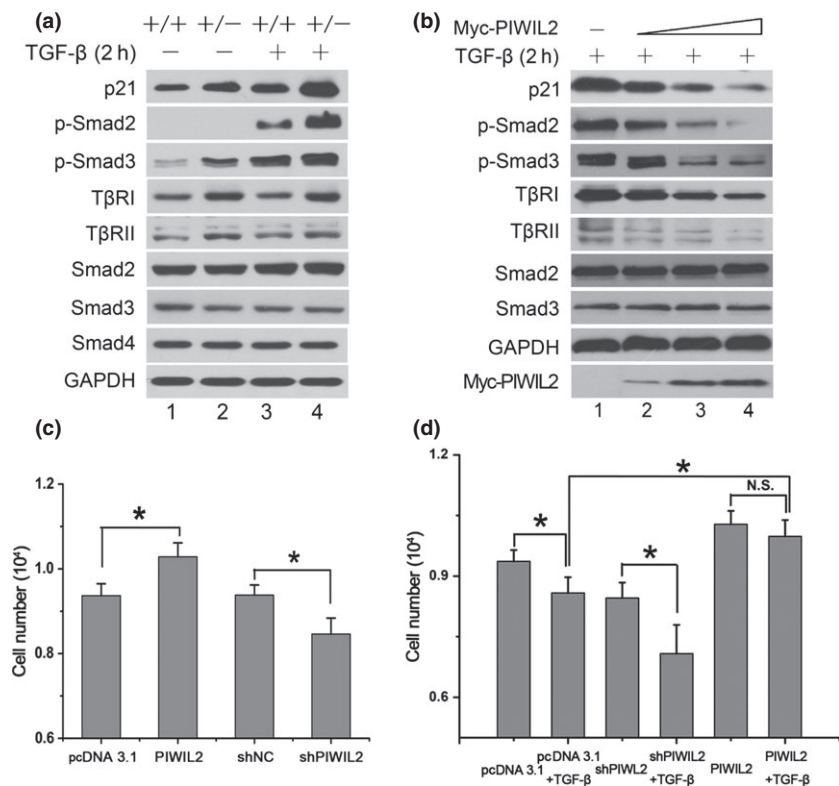 (a)
+/+ +/− +/+ +/−
TGF-β (2 h) − − + +
p21
p-Smad2
p-Smad3
TβRI
TβRII
Smad2
Smad3
Smad4
GAPDH
1 2 3 4
(b)
Myc-PIWIL2 −
TGF-β (2 h) + + + +
p21
p-Smad2
p-Smad3
TβRI
TβRII
Smad2
Smad3
GAPDH
Myc-PIWIL2
1 2 3 4
(c)
Cell number (10⁴)
1.2
1.0
0.8
0.6
*
*
pcDNA 3.1 PIWIL2 shNC shPIWIL2
(d)
Cell number (10⁴)
1.2
0.9
0.6
*
*
*
N.S.
pcDNA 3.1
pcDNA 3.1
+TGF-β
shPIWL2
shPIWIL2
+TGF-β
PIWIL2
PIWIL2
+TGF-β